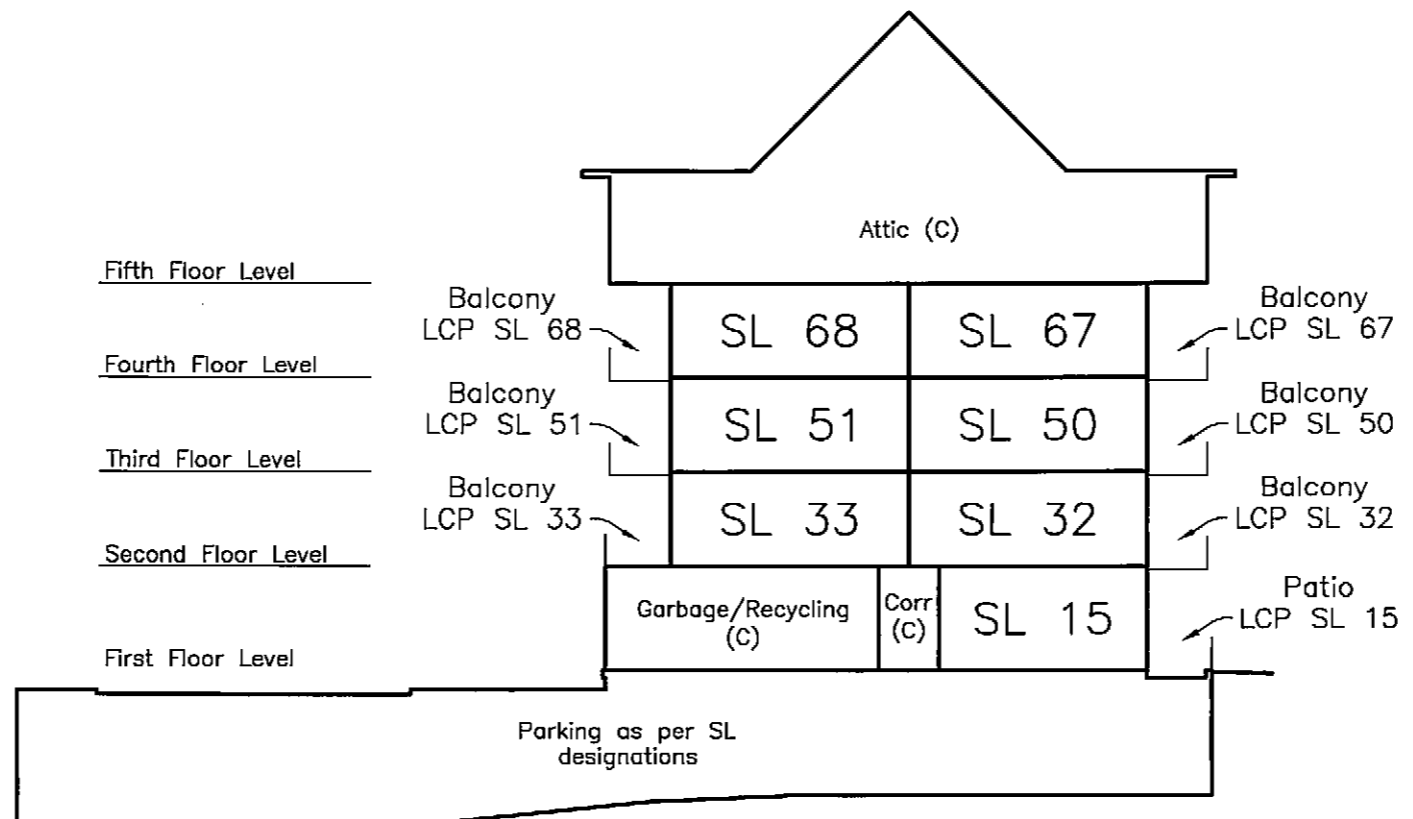 Attic (C)
Fifth Floor Level
Balcony
LCP SL 68
SL 68
SL 67
Balcony
LCP SL 67
Fourth Floor Level
Balcony
LCP SL 51
SL 51
SL 50
Balcony
LCP SL 50
Third Floor Level
Balcony
LCP SL 33
SL 33
SL 32
Balcony
LCP SL 32
Second Floor Level
Garbage/Recycling
(C)
Corr
(C)
SL 15
Patio
LCP SL 15
First Floor Level
Parking as per SL
designations